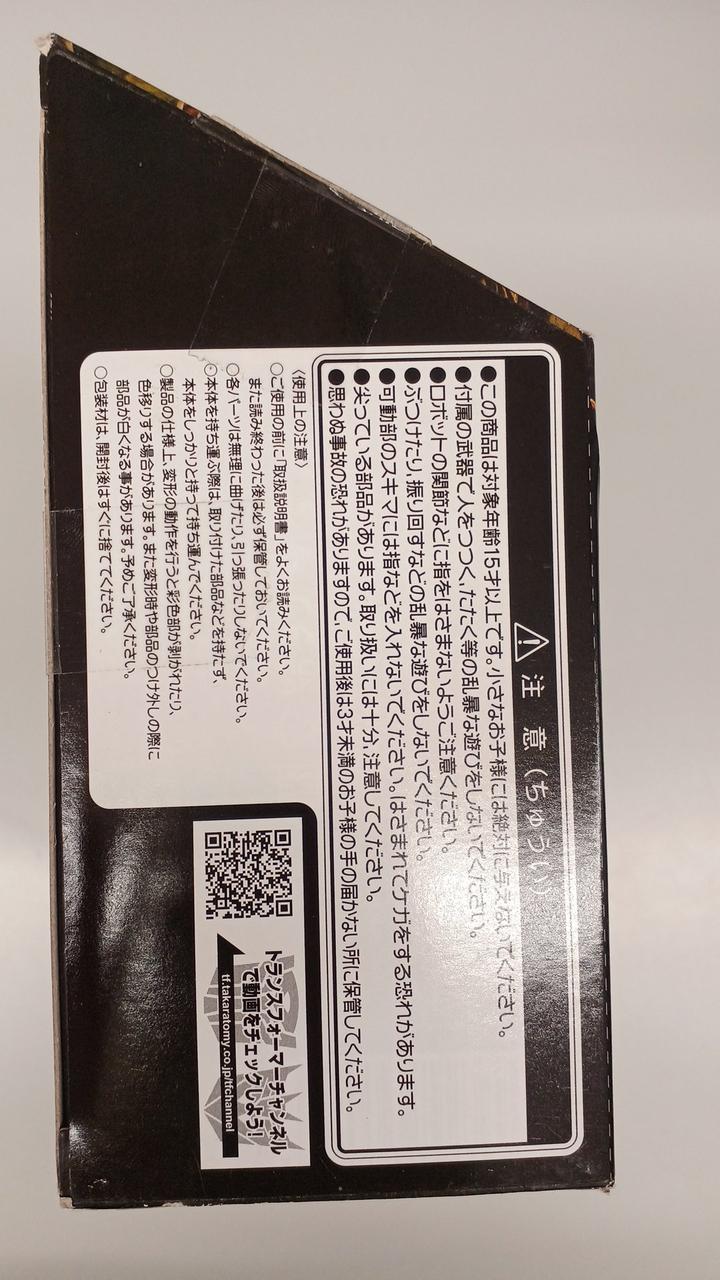 注意(ちゅうい)
●この商品は対象年齢15才以上です。小さなお子様には絶対に与えないでください。
●付属の武器で人をつつく、たたく等の乱暴な遊びをしないでください。
●ロボットの関節などに指をはさまないようご注意ください。
●ぶつけたり、振り回すなどの乱暴な遊びをしないでください。
●可動部のスキマには指などを入れないでください。はさまれてケガをする恐れがあります。
●尖っている部品があります。取り扱いには十分、注意してください。
●思わぬ事故の恐れがありますので、ご使用後は3才未満のお子様の手の届かない所に保管してください。
〈使用上の注意〉
○ご使用の前に「取扱説明書」をよくお読みください。
また読み終わった後は必ず保管しておいてください。
○各パーツは無理に曲げたり、引っ張ったりしないでください。
○本体を持ち運ぶ際は、取り付けた部品などを持たず、
本体をしっかりと持って持ち運んでください。
○製品の仕様上、変形の動作を行うと彩色部が剥がれたり、
色移りする場合があります。また変形時や部品のつけ外しの際に
部品が白くなる事があります。予めご了承ください。
○包装材は、開封後はすぐに捨ててください。
トランスフォーマーチャンネル
で動画をチェックしよう!
tf.takaratomy.co.jp/tfchannel